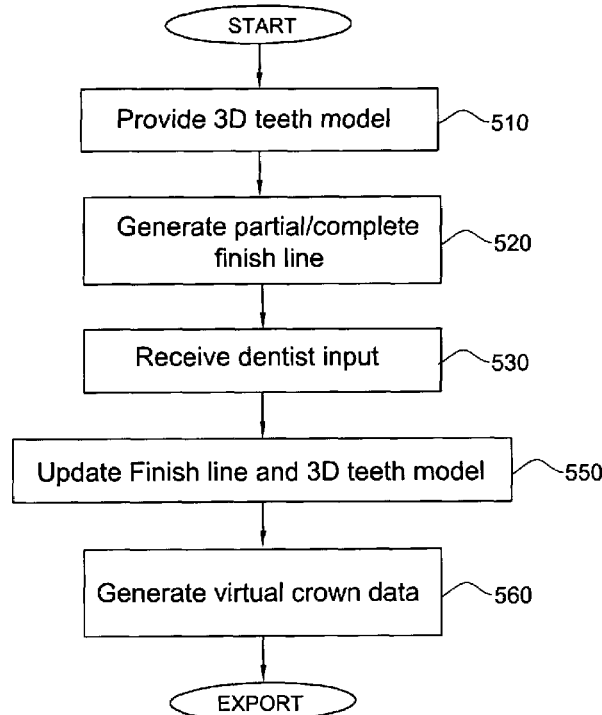 START
Provide 3D teeth model
510
Generate partial/complete
finish line
520
Receive dentist input
530
Update Finish line and 3D teeth model
550
Generate virtual crown data
560
EXPORT